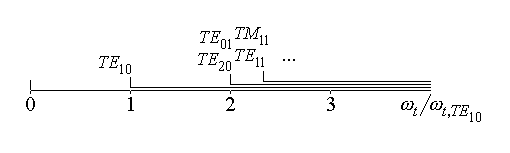 TE₀₁ TM₁₁
TE₁₀ TE₂₀ TE₁₁ ...
0 1 2 3 ωₜ/ωₜ,TE₁₀